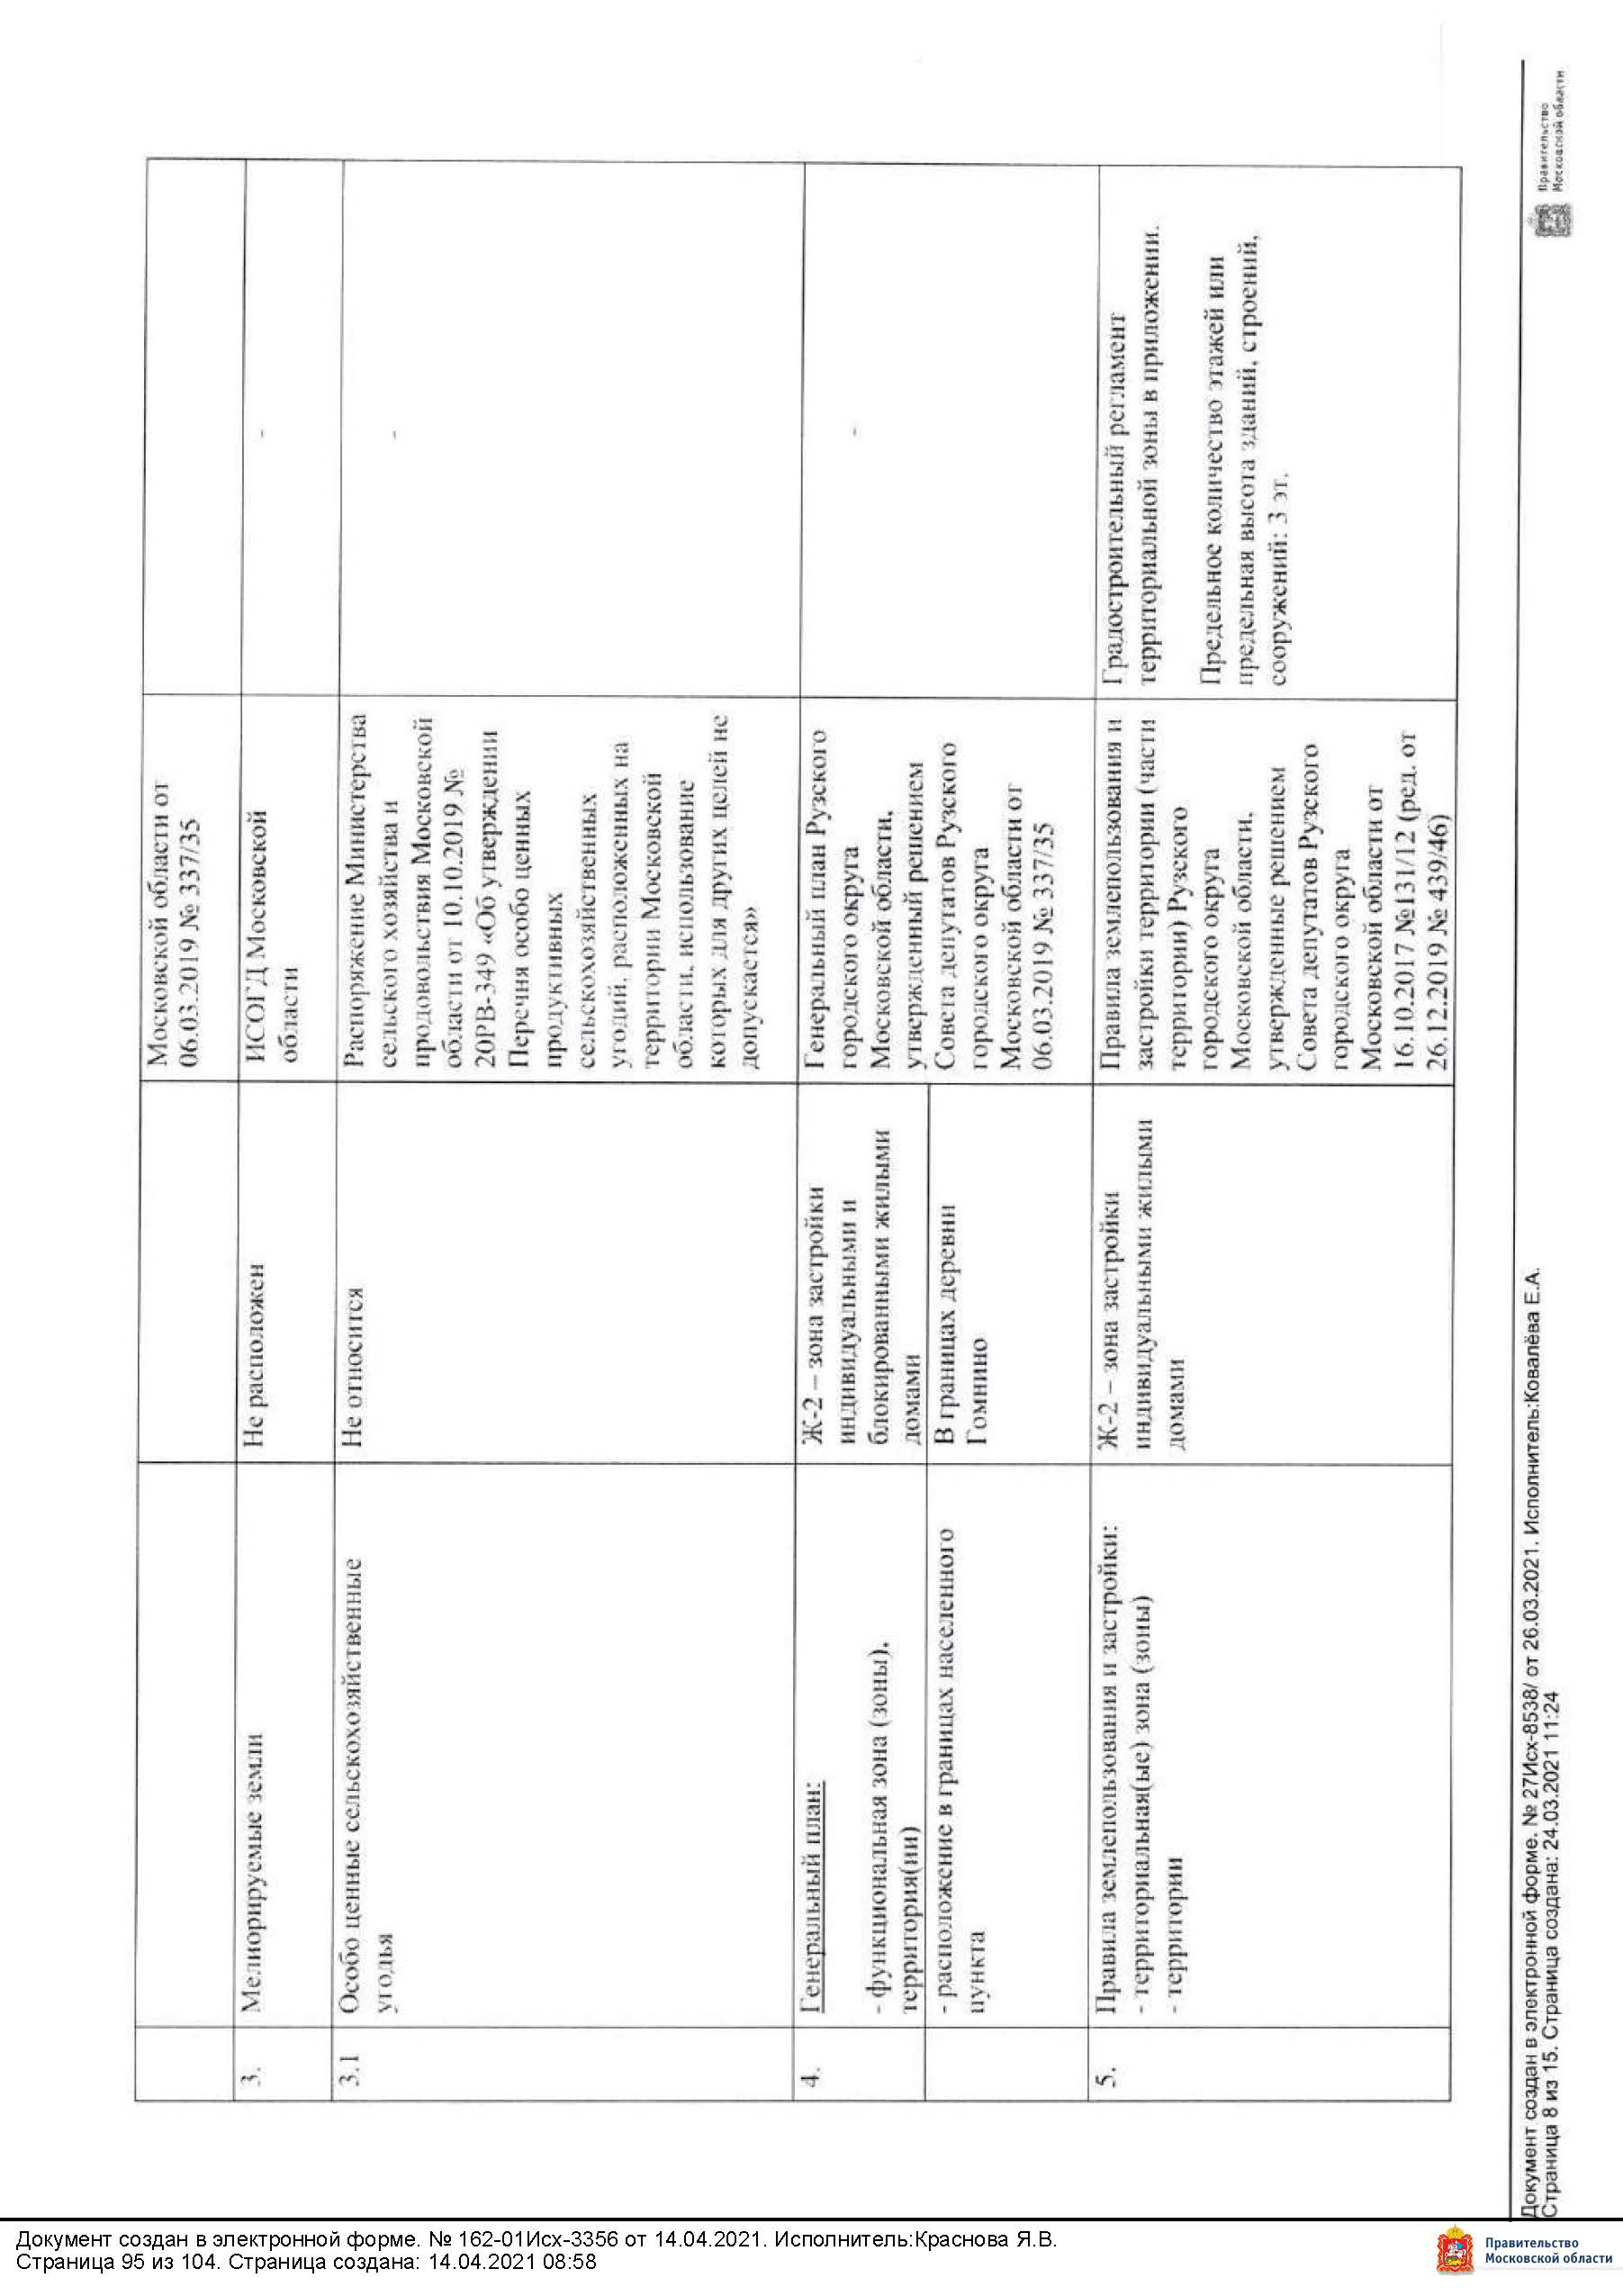 Московской области от
06.03.2019 № 337/35
3.
Мелиорируемые земли
Не расположен
ИСОГД Московской
области
-
3.1
Особо ценные сельскохозяйственные
угодья
Не относится
Распоряжение Министерства
сельского хозяйства и
продовольствия Московской
области от 10.10.2019 №
20РВ-349 «Об утверждении
Перечня особо ценных
продуктивных
сельскохозяйственных
угодий, расположенных на
территории Московской
области, использование
которых для других целей не
допускается»
-
4.
Генеральный план:
- функциональная зона (зоны),
территория(ии)
Ж-2 – зона застройки
индивидуальными и
блокированными жилыми
домами
- расположение в границах населенного
пункта
В границах деревни
Гомнино
Генеральный план Рузского
городского округа
Московской области,
утвержденный решением
Совета депутатов Рузского
городского округа
Московской области от
06.03.2019 № 337/35
-
5.
Правила землепользования и застройки:
- территориальная(ые) зона (зоны)
- территории
Ж-2 – зона застройки
индивидуальными жилыми
домами
Правила землепользования и
застройки территории (части
территории) Рузского
городского округа
Московской области,
утвержденные решением
Совета депутатов Рузского
городского округа
Московской области от
16.10.2017 №131/12 (ред. от
26.12.2019 № 439/46)
Градостроительный регламент
территориальной зоны в приложении.
Предельное количество этажей или
предельная высота зданий, строений,
сооружений: 3 эт.
Документ создан в электронной форме. № 27Исх-8538/ от 26.03.2021. Исполнитель:Ковалёва Е.А.
Страница 8 из 15. Страница создана: 24.03.2021 11:24
Правительство
Московской области
Документ создан в электронной форме. № 162-01Исх-3356 от 14.04.2021. Исполнитель:Краснова Я.В.
Страница 95 из 104. Страница создана: 14.04.2021 08:58
Правительство
Московской области